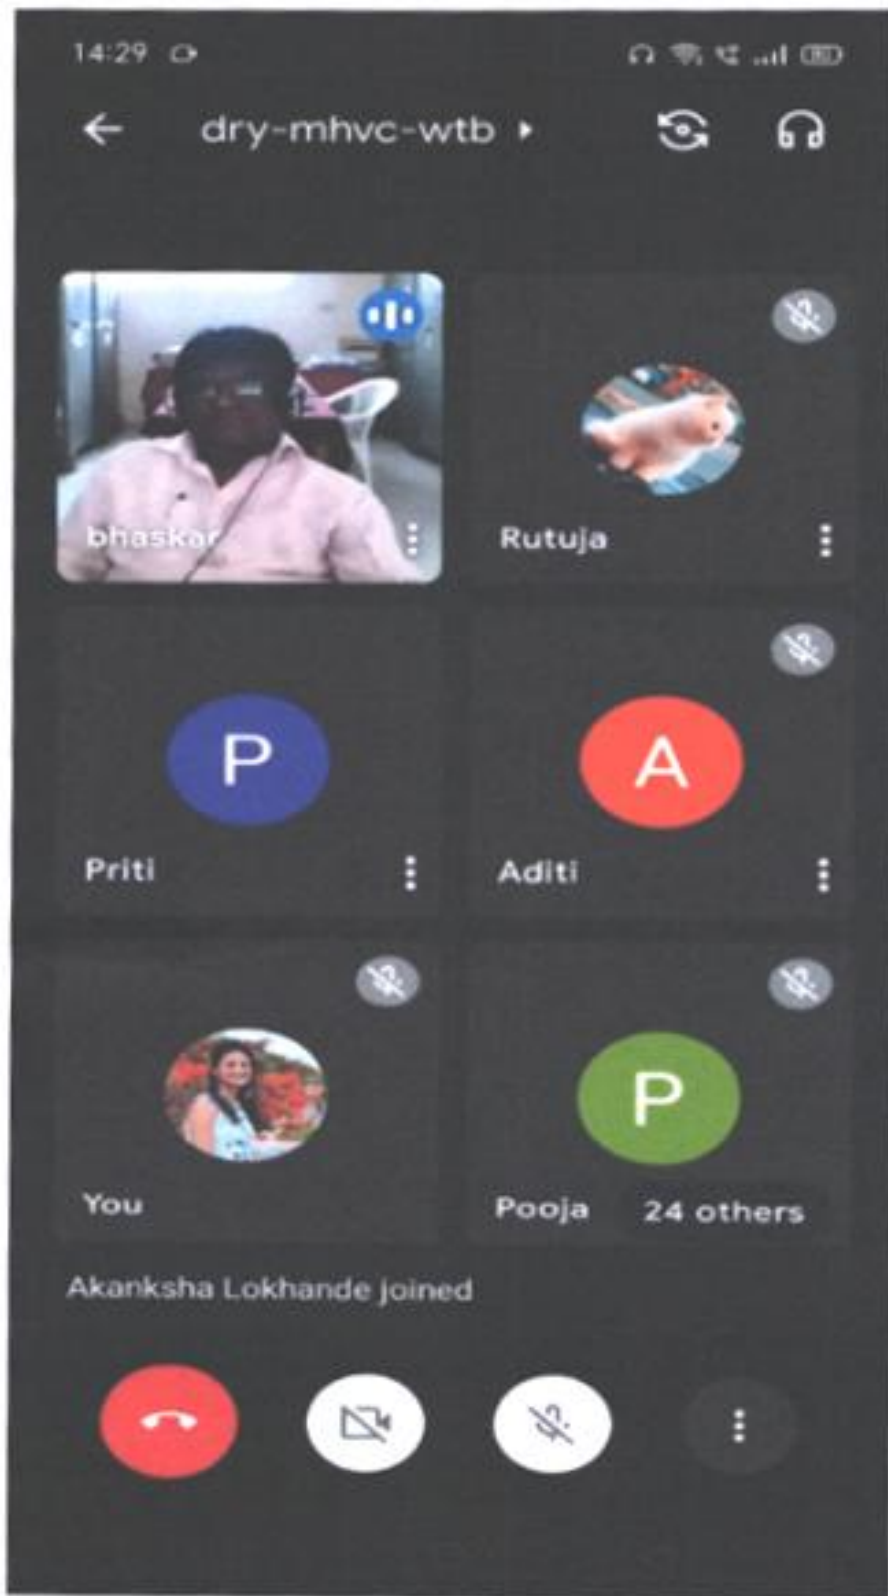 14:29
dry-mhvc-wtb
bhaskar
Rutuja
P
Priti
A
Aditi
You
P
Pooja 24 others
Akanksha Lokhande joined